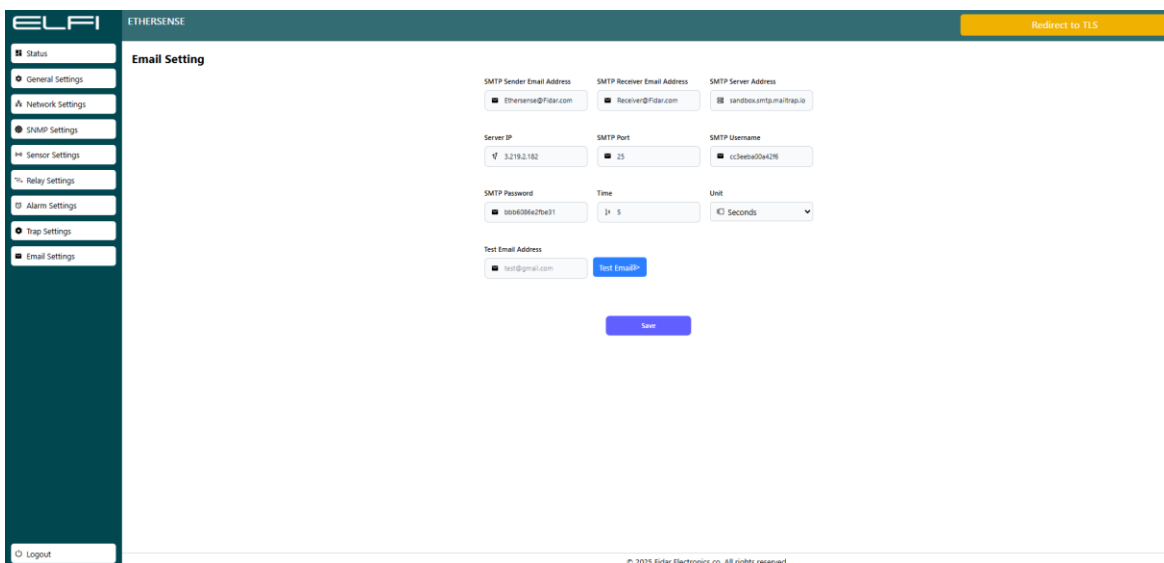 ELFI
ETHERSENSE
Redirect to TLS
Status
General Settings
Network Settings
SNMP Settings
Sensor Settings
Relay Settings
Alarm Settings
Trap Settings
Email Settings
Logout
Email Setting
SMTP Sender Email Address SMTP Receiver Email Address SMTP Server Address
Ethersense@Fidar.com Receiver@Fidar.com sandbox.smtp.mailtrap.io
Server IP SMTP Port SMTP Username
3.219.2.182 25 cc3eeba00a42f6
SMTP Password Time Unit
bbb6086e2fbe31 5 Seconds
Test Email Address
test@gmail.com Test Email
Save
© 2025 Fidar Electronics co. All rights reserved